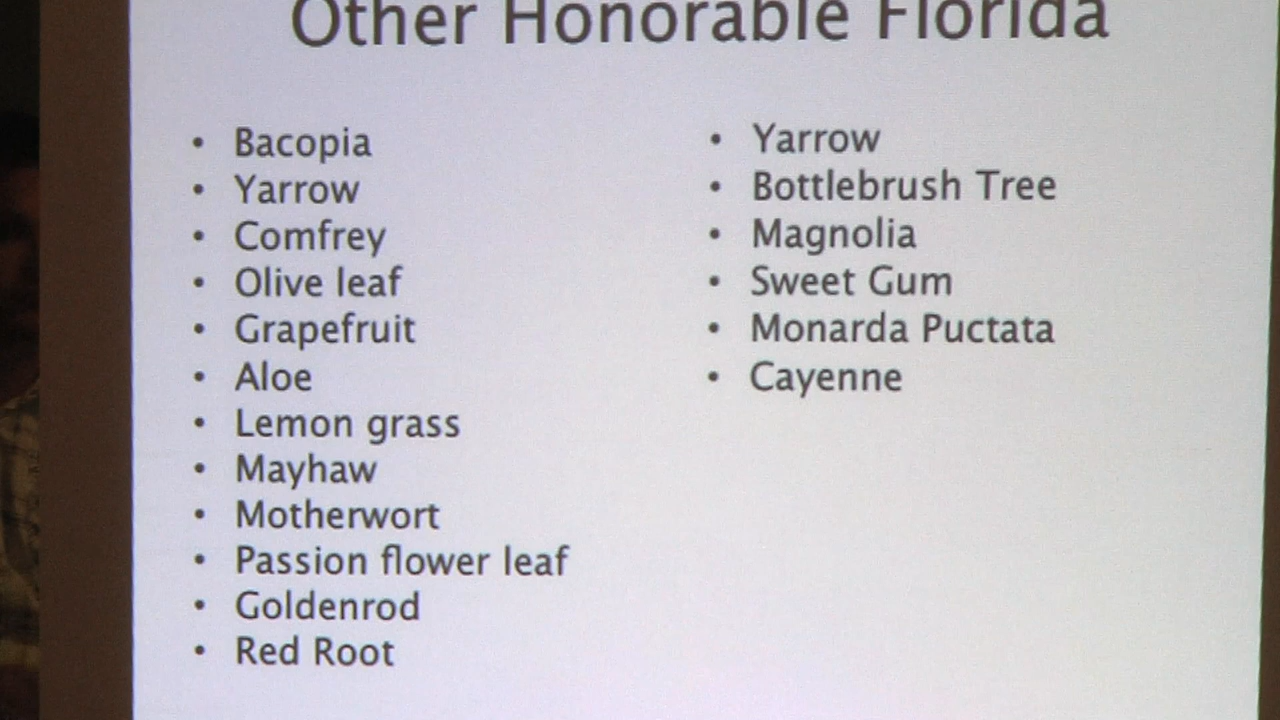 Other Honorable Florida
• Bacopia
• Yarrow
• Comfrey
• Olive leaf
• Grapefruit
• Aloe
• Lemon grass
• Mayhaw
• Motherwort
• Passion flower leaf
• Goldenrod
• Red Root
• Yarrow
• Bottlebrush Tree
• Magnolia
• Sweet Gum
• Monarda Puctata
• Cayenne